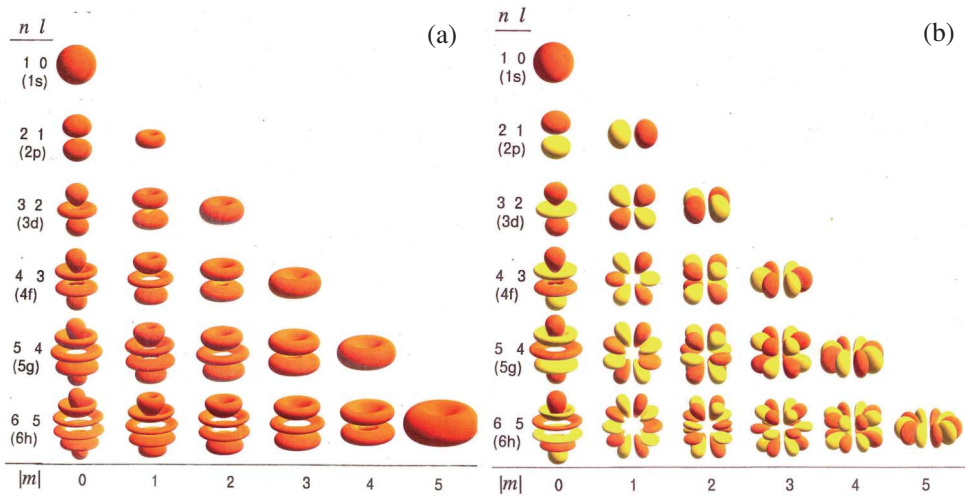 n l
(a)
1 0
(1s)
2 1
(2p)
3 2
(3d)
4 3
(4f)
5 4
(5g)
6 5
(6h)
|m| 0 1 2 3 4 5
n l
(b)
1 0
(1s)
2 1
(2p)
3 2
(3d)
4 3
(4f)
5 4
(5g)
6 5
(6h)
|m| 0 1 2 3 4 5